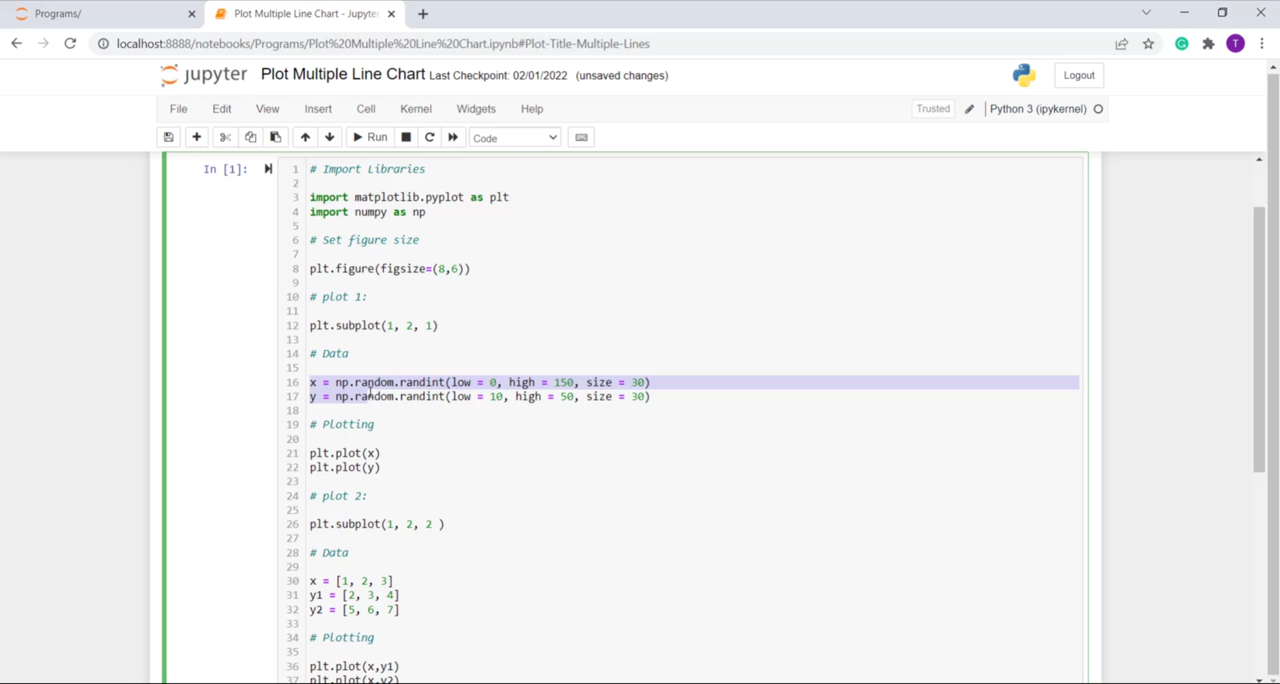 Programs/
Plot Multiple Line Chart - Jupyter
localhost:8888/notebooks/Programs/Plot%20Multiple%20Line%20Chart.ipynb#Plot-Title-Multiple-Lines
T
jupyter Plot Multiple Line Chart Last Checkpoint: 02/01/2022 (unsaved changes) Logout
File Edit View Insert Cell Kernel Widgets Help Trusted Python 3 (ipykernel)
Run Code
In [1]:
1 # Import Libraries
2
3 import matplotlib.pyplot as plt
4 import numpy as np
5
6 # Set figure size
7
8 plt.figure(figsize=(8,6))
9
10 # plot 1:
11
12 plt.subplot(1, 2, 1)
13
14 # Data
15
16 x = np.random.randint(low = 0, high = 150, size = 30)
17 y = np.random.randint(low = 10, high = 50, size = 30)
18
19 # Plotting
20
21 plt.plot(x)
22 plt.plot(y)
23
24 # plot 2:
25
26 plt.subplot(1, 2, 2 )
27
28 # Data
29
30 x = [1, 2, 3]
31 y1 = [2, 3, 4]
32 y2 = [5, 6, 7]
33
34 # Plotting
35
36 plt.plot(x,y1)
37 plt.plot(x,y2)